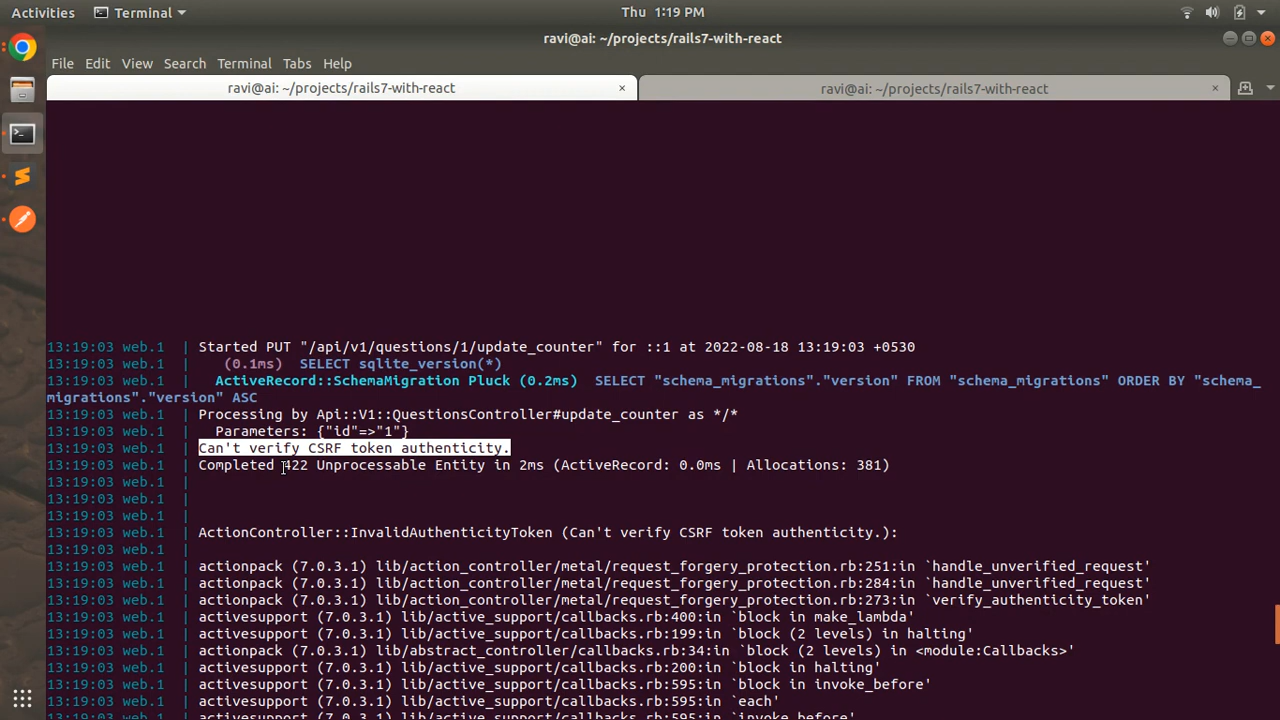 Activities Terminal Thu 1:19 PM
ravi@ai: ~/projects/rails7-with-react
File Edit View Search Terminal Tabs Help
ravi@ai: ~/projects/rails7-with-react × ravi@ai: ~/projects/rails7-with-react ×
13:19:03 web.1 | Started PUT "/api/v1/questions/1/update_counter" for ::1 at 2022-08-18 13:19:03 +0530
13:19:03 web.1 | (0.1ms) SELECT sqlite_version(*)
13:19:03 web.1 | ActiveRecord::SchemaMigration Pluck (0.2ms) SELECT "schema_migrations"."version" FROM "schema_migrations" ORDER BY "schema_
migrations"."version" ASC
13:19:03 web.1 | Processing by Api::V1::QuestionsController#update_counter as */*
13:19:03 web.1 | Parameters: {"id"=>"1"}
13:19:03 web.1 | Can't verify CSRF token authenticity.
13:19:03 web.1 | Completed 422 Unprocessable Entity in 2ms (ActiveRecord: 0.0ms | Allocations: 381)
13:19:03 web.1 |
13:19:03 web.1 |
13:19:03 web.1 |
13:19:03 web.1 | ActionController::InvalidAuthenticityToken (Can't verify CSRF token authenticity.):
13:19:03 web.1 |
13:19:03 web.1 | actionpack (7.0.3.1) lib/action_controller/metal/request_forgery_protection.rb:251:in `handle_unverified_request'
13:19:03 web.1 | actionpack (7.0.3.1) lib/action_controller/metal/request_forgery_protection.rb:284:in `handle_unverified_request'
13:19:03 web.1 | actionpack (7.0.3.1) lib/action_controller/metal/request_forgery_protection.rb:273:in `verify_authenticity_token'
13:19:03 web.1 | activesupport (7.0.3.1) lib/active_support/callbacks.rb:400:in `block in make_lambda'
13:19:03 web.1 | activesupport (7.0.3.1) lib/active_support/callbacks.rb:199:in `block (2 levels) in halting'
13:19:03 web.1 | actionpack (7.0.3.1) lib/abstract_controller/callbacks.rb:34:in `block (2 levels) in <module:Callbacks>'
13:19:03 web.1 | activesupport (7.0.3.1) lib/active_support/callbacks.rb:200:in `block in halting'
13:19:03 web.1 | activesupport (7.0.3.1) lib/active_support/callbacks.rb:595:in `block in invoke_before'
13:19:03 web.1 | activesupport (7.0.3.1) lib/active_support/callbacks.rb:595:in `each'
13:19:03 web.1 | activesupport (7.0.3.1) lib/active_support/callbacks.rb:595:in `invoke_before'